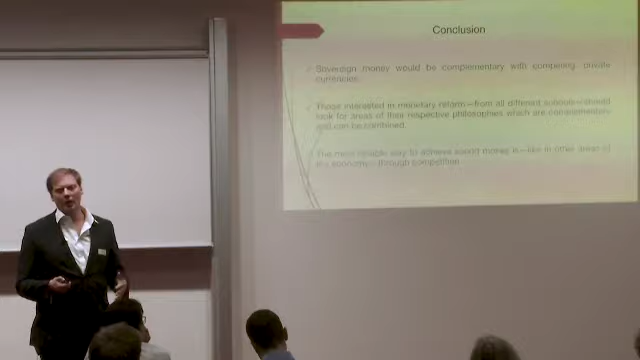 Conclusion
Sovereign money would be complementary with competing private
currencies.
Those interested in monetary reform—from all different schools—should
look for areas of their respective philosophies which are complementary
and can be combined.
The most reliable way to achieve sound money is—like in other areas of
the economy—through competition